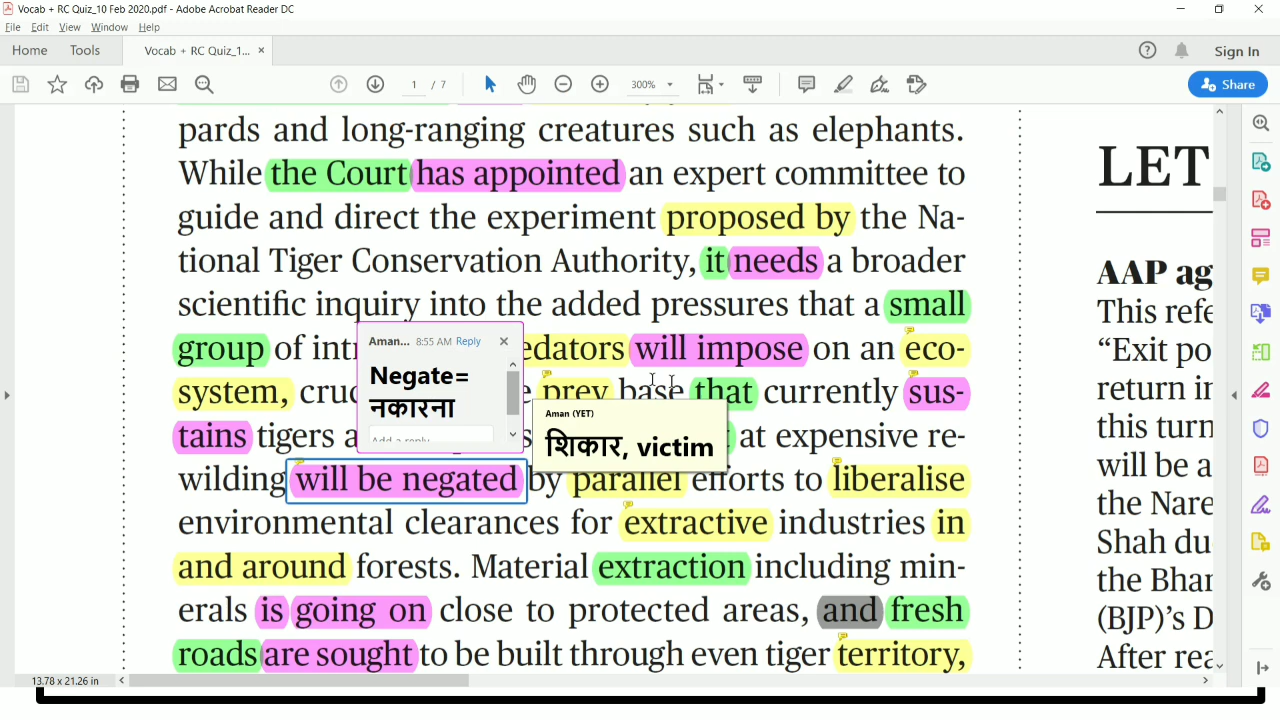 Vocab + RC Quiz_10 Feb 2020.pdf - Adobe Acrobat Reader DC
File Edit View Window Help
Home Tools Vocab + RC Quiz_1... × Sign In
1 / 7 300% Share
pards and long-ranging creatures such as elephants.
While the Court has appointed an expert committee to
guide and direct the experiment proposed by the Na-
tional Tiger Conservation Authority, it needs a broader
scientific inquiry into the added pressures that a small
group of int edators will impose on an eco-
system, cruc prey base that currently sus-
tains tigers a at expensive re-
wilding will be negated by parallel efforts to liberalise
environmental clearances for extractive industries in
and around forests. Material extraction including min-
erals is going on close to protected areas, and fresh
roads are sought to be built through even tiger territory,
Aman... 8:55 AM Reply
Negate=
नकारना
Add a reply
Aman (YET)
शिकार, victim
LET
AAP ag
This refe
“Exit po
return in
this turn
will be a
the Nare
Shah du
the Bhar
(BJP)’s D
After rea
13.78 x 21.26 in